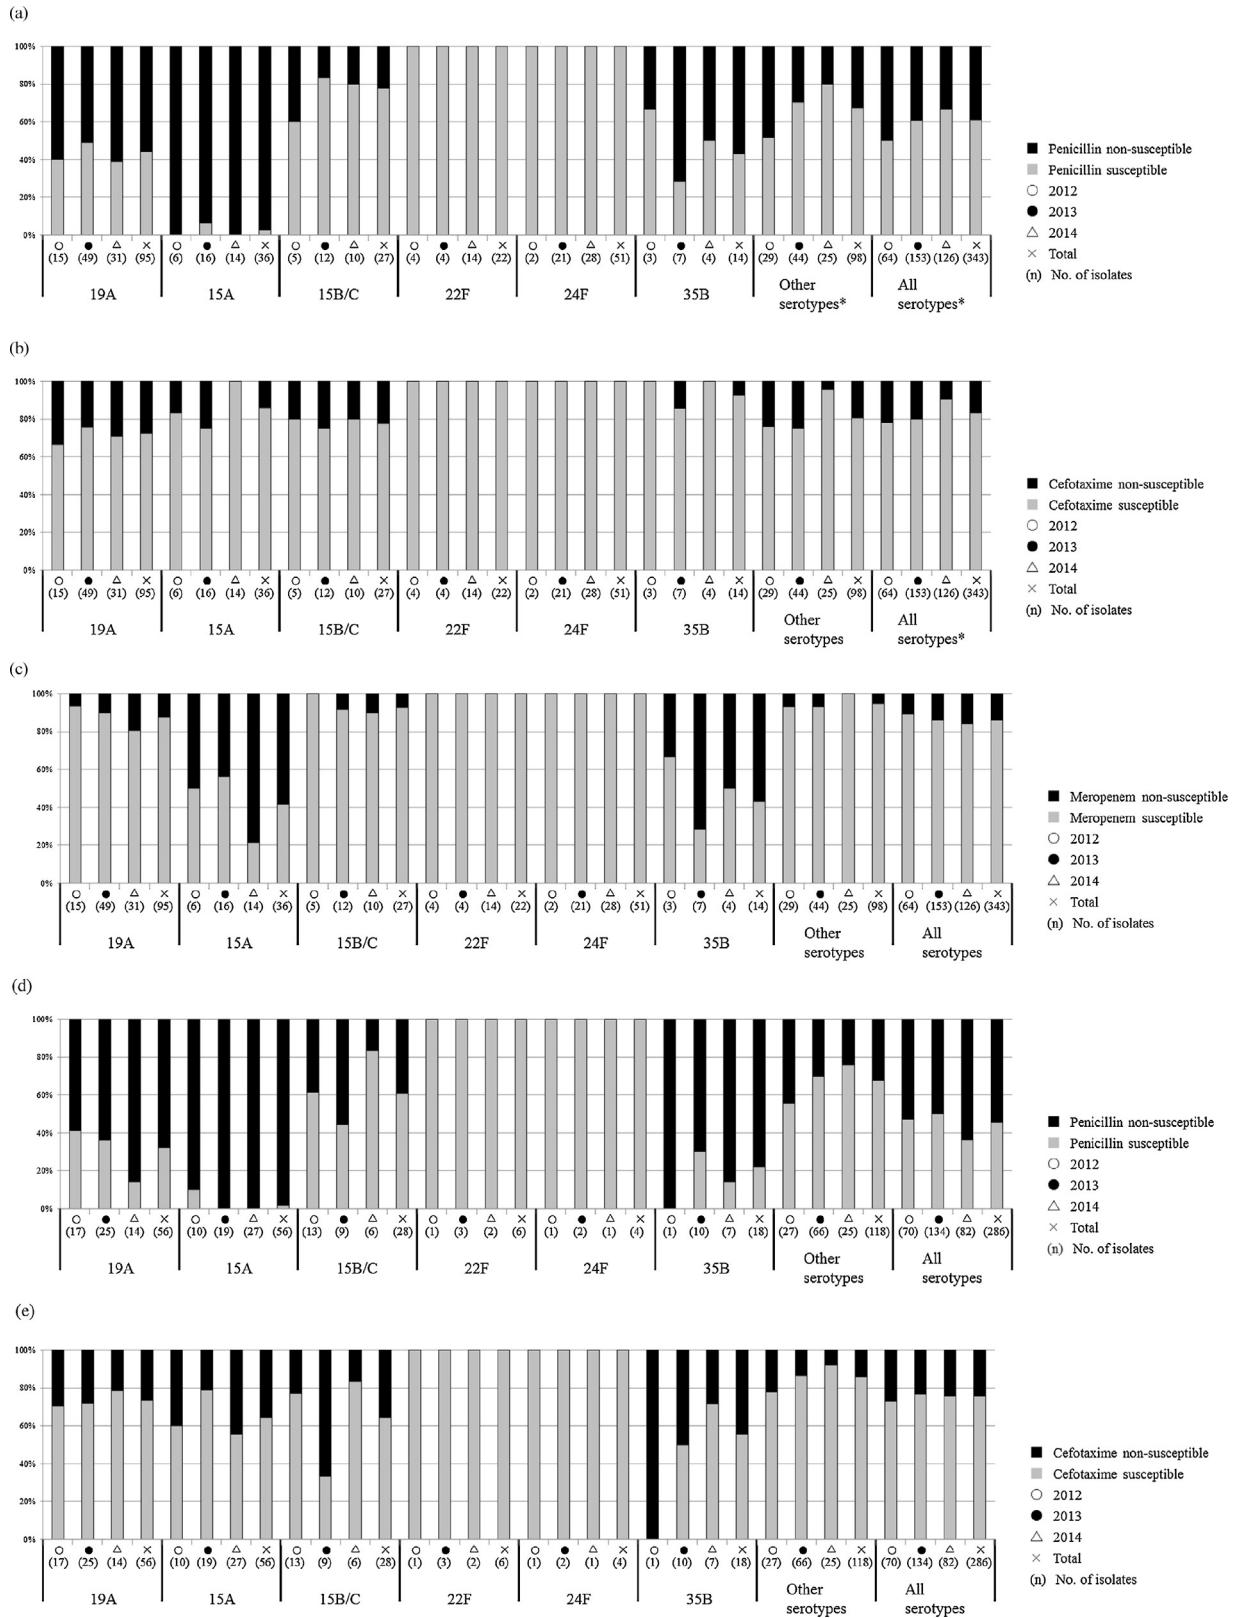 (a)
100%
80%
60%
40%
20%
0%
(15) (49) (31) (95) (6) (16) (14) (36) (5) (12) (10) (27) (4) (4) (14) (22) (2) (21) (28) (51) (3) (7) (4) (14) (29) (44) (25) (98) (64) (153) (126) (343)
19A 15A 15B/C 22F 24F 35B Other All
serotypes* serotypes*
Penicillin non-susceptible
Penicillin susceptible
2012
2013
2014
Total
(n) No. of isolates
(b)
100%
80%
60%
40%
20%
0%
(15) (49) (31) (95) (6) (16) (14) (36) (5) (12) (10) (27) (4) (4) (14) (22) (2) (21) (28) (51) (3) (7) (4) (14) (29) (44) (25) (98) (64) (153) (126) (343)
19A 15A 15B/C 22F 24F 35B Other All
serotypes serotypes*
Cefotaxime non-susceptible
Cefotaxime susceptible
2012
2013
2014
Total
(n) No. of isolates
(c)
100%
80%
60%
40%
20%
0%
(15) (49) (31) (95) (6) (16) (14) (36) (5) (12) (10) (27) (4) (4) (14) (22) (2) (21) (28) (51) (3) (7) (4) (14) (29) (44) (25) (98) (64) (153) (126) (343)
19A 15A 15B/C 22F 24F 35B Other All
serotypes serotypes
Meropenem non-susceptible
Meropenem susceptible
2012
2013
2014
Total
(n) No. of isolates
(d)
100%
80%
60%
40%
20%
0%
(17) (25) (14) (56) (10) (19) (27) (56) (13) (9) (6) (28) (1) (3) (2) (6) (1) (2) (1) (4) (1) (10) (7) (18) (27) (66) (25) (118) (70) (134) (82) (286)
19A 15A 15B/C 22F 24F 35B Other All
serotypes serotypes
Penicillin non-susceptible
Penicillin susceptible
2012
2013
2014
Total
(n) No. of isolates
(e)
100%
80%
60%
40%
20%
0%
(17) (25) (14) (56) (10) (19) (27) (56) (13) (9) (6) (28) (1) (3) (2) (6) (1) (2) (1) (4) (1) (10) (7) (18) (27) (66) (25) (118) (70) (134) (82) (286)
19A 15A 15B/C 22F 24F 35B Other All
serotypes serotypes
Cefotaxime non-susceptible
Cefotaxime susceptible
2012
2013
2014
Total
(n) No. of isolates